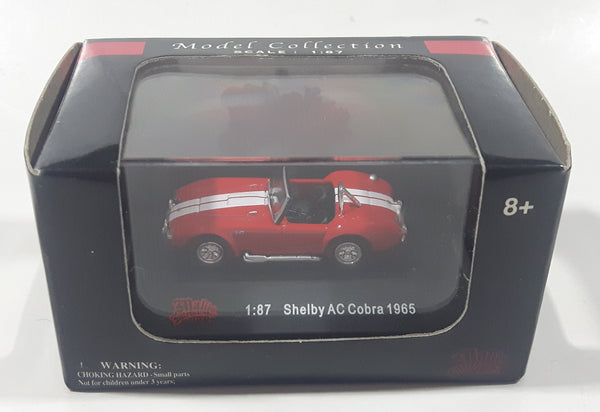 Model Collection
SCALE : 1:87
8+
1:87 Shelby AC Cobra 1965
! WARNING:
CHOKING HAZARD - Small parts
Not for children under 3 years;